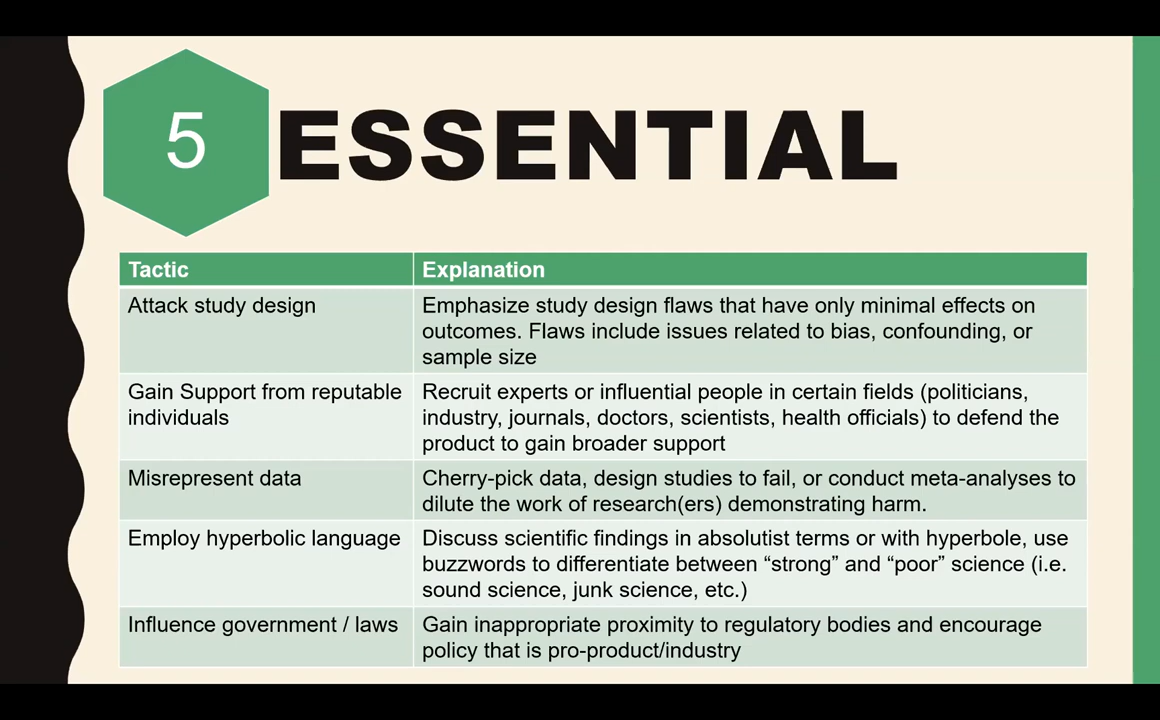 5
ESSENTIAL
Tactic
Explanation
Attack study design
Emphasize study design flaws that have only minimal effects on
outcomes. Flaws include issues related to bias, confounding, or
sample size
Gain Support from reputable
individuals
Recruit experts or influential people in certain fields (politicians,
industry, journals, doctors, scientists, health officials) to defend the
product to gain broader support
Misrepresent data
Cherry-pick data, design studies to fail, or conduct meta-analyses to
dilute the work of research(ers) demonstrating harm.
Employ hyperbolic language
Discuss scientific findings in absolutist terms or with hyperbole, use
buzzwords to differentiate between “strong” and “poor” science (i.e.
sound science, junk science, etc.)
Influence government / laws
Gain inappropriate proximity to regulatory bodies and encourage
policy that is pro-product/industry